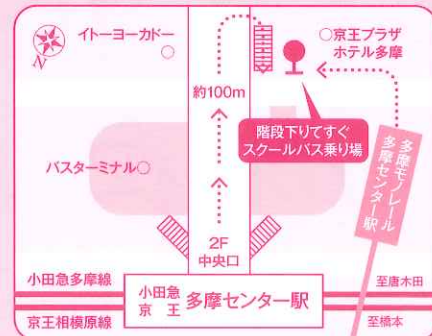 N
イトーヨーカドー
○京王プラザ
ホテル多摩
約100m
階段下りてすぐ
スクールバス乗り場
バスターミナル
多摩モノレール
多摩センター駅
2F
中央口
小田急多摩線
小田急
京王
多摩センター駅
至唐木田
京王相模原線
至橋本